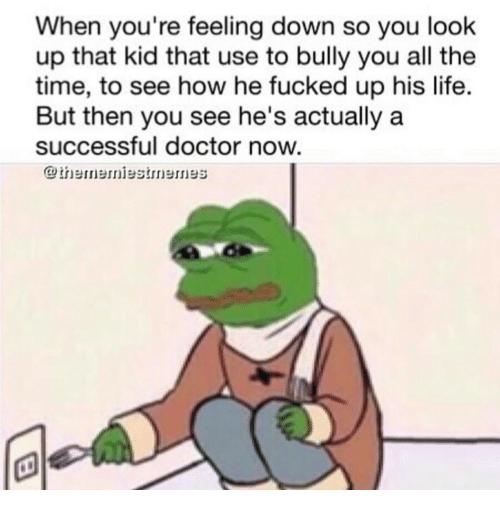 When you're feeling down so you look
up that kid that use to bully you all the
time, to see how he fucked up his life.
But then you see he's actually a
successful doctor now.
@thememiestmemes